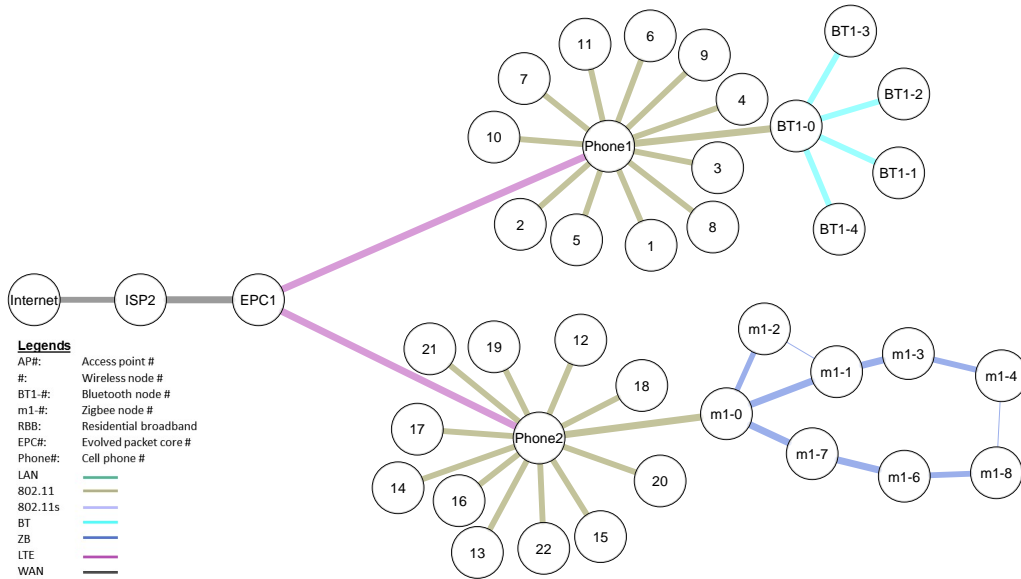 BT1-3
6
11
9
7
BT1-2
4
BT1-0
10
Phone1
3
BT1-1
2
8
BT1-4
5
1
Internet
ISP2
EPC1
m1-2
12
19
21
m1-3
m1-1
m1-4
18
m1-0
17
Phone2
m1-7
m1-6
m1-8
20
14
16
15
22
13
Legends
AP#: Access point #
#: Wireless node #
BT1-#: Bluetooth node #
m1-#: Zigbee node #
RBB: Residential broadband
EPC#: Evolved packet core #
Phone#: Cell phone #
LAN
802.11
802.11s
BT
ZB
LTE
WAN